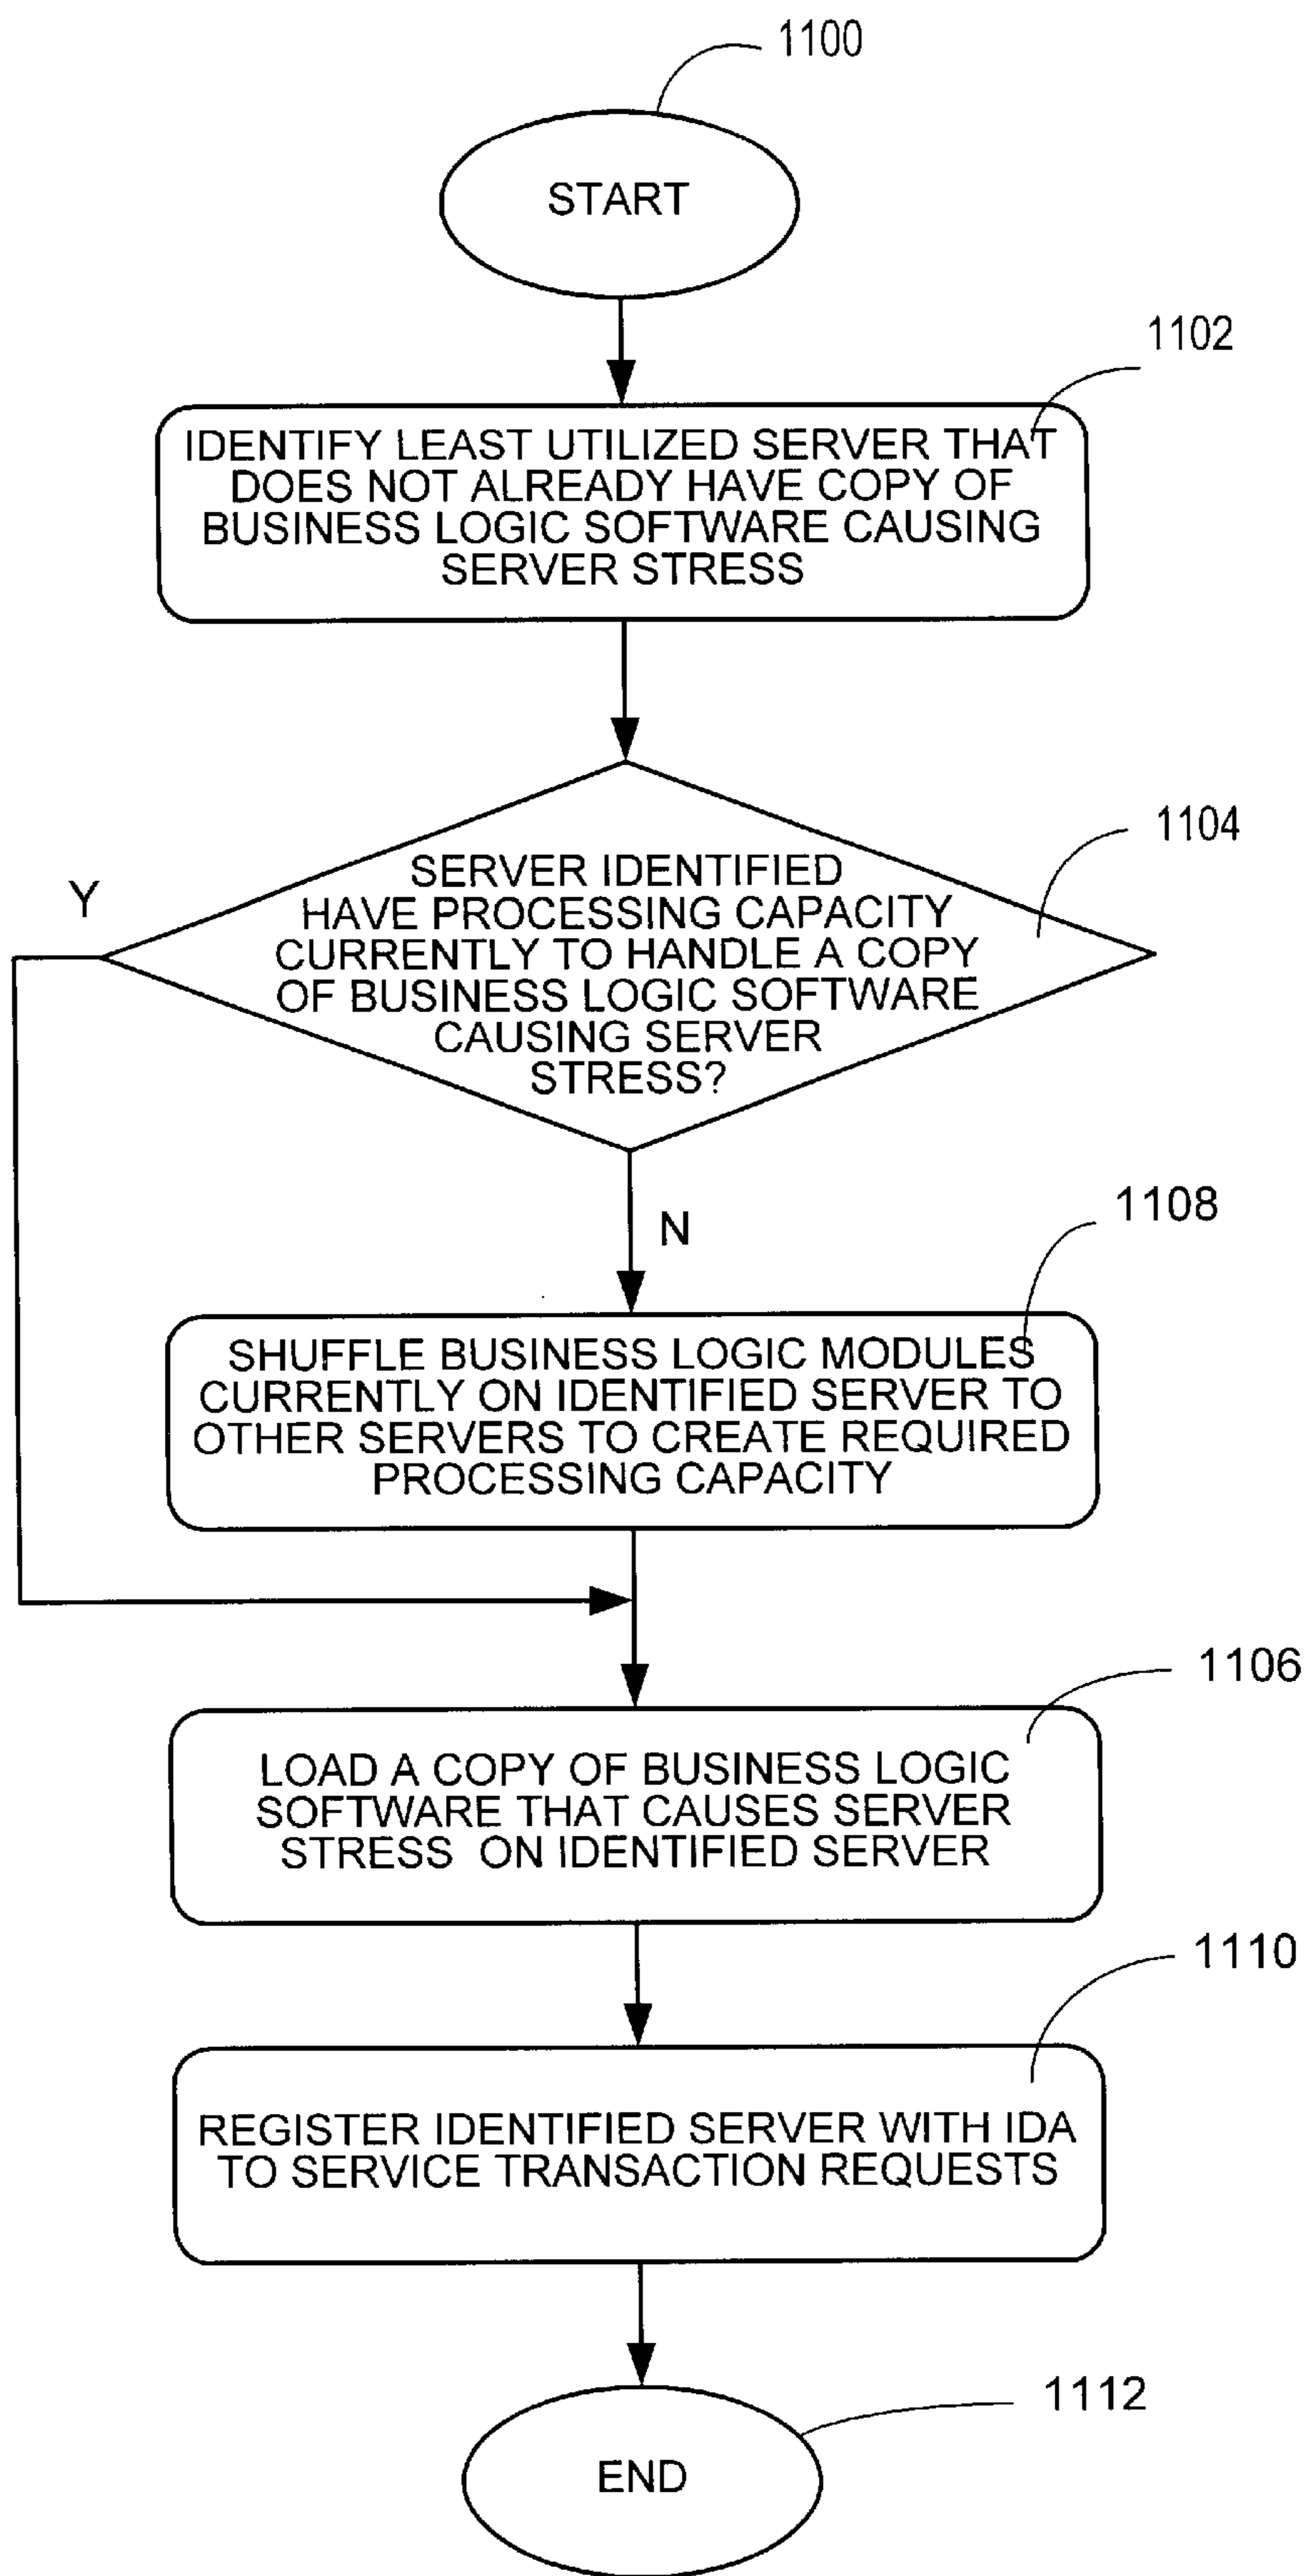 1100
START
1102
IDENTIFY LEAST UTILIZED SERVER THAT
DOES NOT ALREADY HAVE COPY OF
BUSINESS LOGIC SOFTWARE CAUSING
SERVER STRESS
1104
Y
SERVER IDENTIFIED
HAVE PROCESSING CAPACITY
CURRENTLY TO HANDLE A COPY
OF BUSINESS LOGIC SOFTWARE
CAUSING SERVER
STRESS?
N
1108
SHUFFLE BUSINESS LOGIC MODULES
CURRENTLY ON IDENTIFIED SERVER TO
OTHER SERVERS TO CREATE REQUIRED
PROCESSING CAPACITY
1106
LOAD A COPY OF BUSINESS LOGIC
SOFTWARE THAT CAUSES SERVER
STRESS ON IDENTIFIED SERVER
1110
REGISTER IDENTIFIED SERVER WITH IDA
TO SERVICE TRANSACTION REQUESTS
1112
END